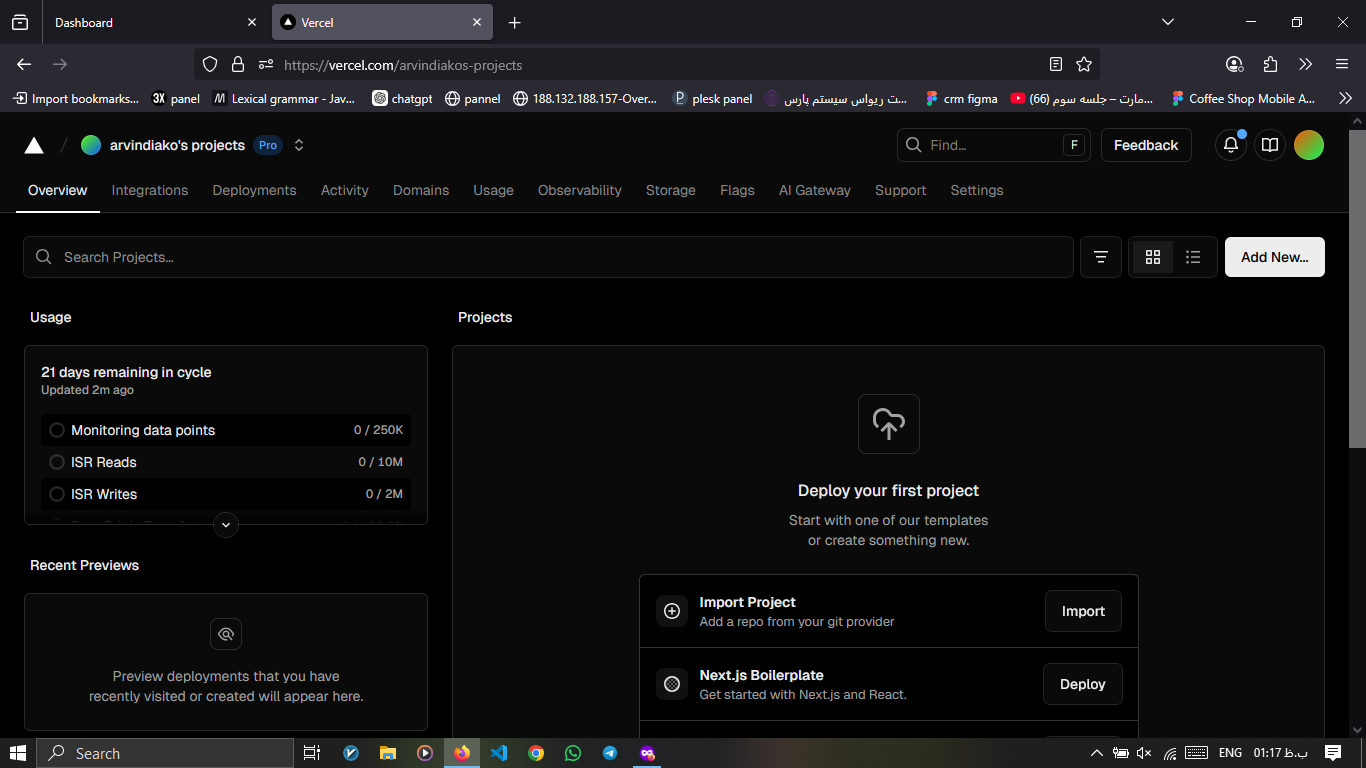 Dashboard
Vercel
https://vercel.com/arvindiakos-projects
Import bookmarks...
3X panel
Lexical grammar - Jav...
chatgpt
pannel
188.132.188.157-Over...
plesk panel
ت ریواس سیستم پارس...
crm figma
مارت – جلسه سوم (66)...
Coffee Shop Mobile A...
arvindiako's projects Pro
Find... F
Feedback
Overview Integrations Deployments Activity Domains Usage Observability Storage Flags AI Gateway Support Settings
Search Projects...
Add New...
Usage
21 days remaining in cycle
Updated 2m ago
Monitoring data points 0 / 250K
ISR Reads 0 / 10M
ISR Writes 0 / 2M
Recent Previews
Preview deployments that you have
recently visited or created will appear here.
Projects
Deploy your first project
Start with one of our templates
or create something new.
Import Project
Add a repo from your git provider
Import
Next.js Boilerplate
Get started with Next.js and React.
Deploy
Search
ENG
01:17 ب.ظ